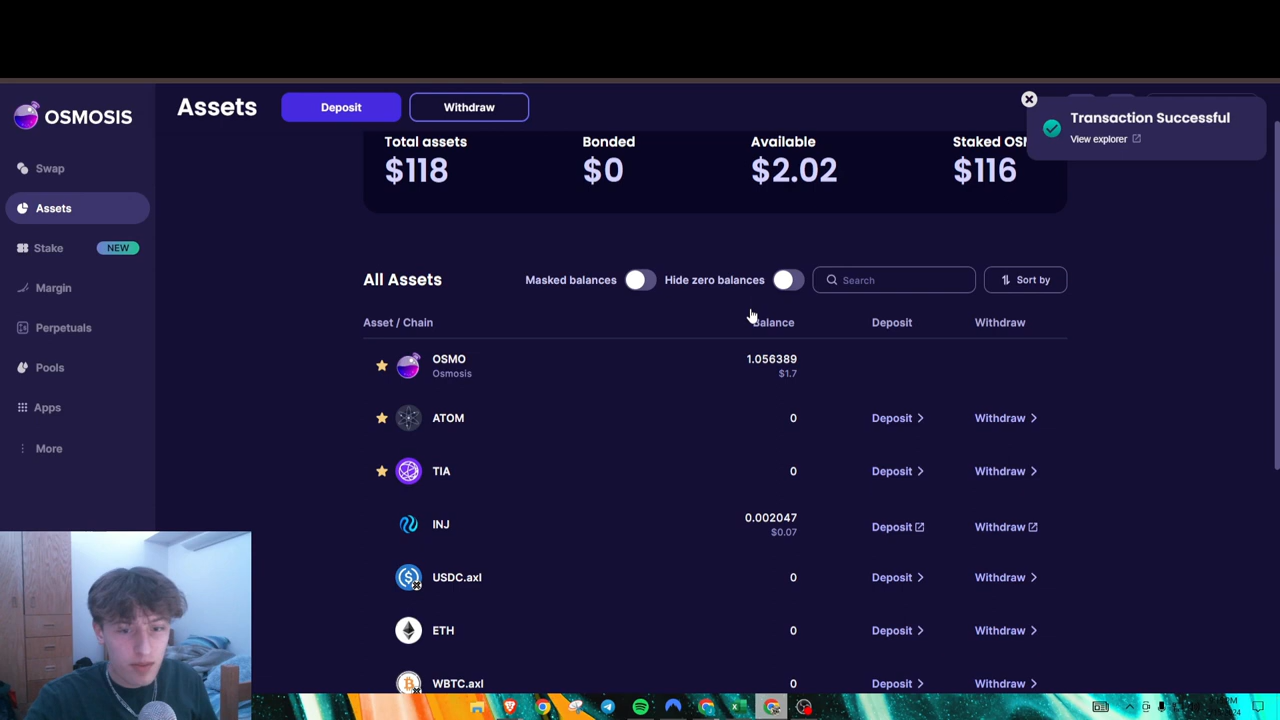 OSMOSIS
Assets
Deposit
Withdraw
Transaction Successful
View explorer
Swap
Assets
Stake
NEW
Margin
Perpetuals
Pools
Apps
More
Total assets
Bonded
Available
Staked OSM
$118
$0
$2.02
$116
All Assets
Masked balances
Hide zero balances
Search
Sort by
Asset / Chain
Balance
Deposit
Withdraw
OSMO
Osmosis
1.056389
$1.7
ATOM
0
Deposit
Withdraw
TIA
0
Deposit
Withdraw
INJ
0.002047
$0.07
Deposit
Withdraw
USDC.axl
0
Deposit
Withdraw
ETH
0
Deposit
Withdraw
WBTC.axl
0
Deposit
Withdraw